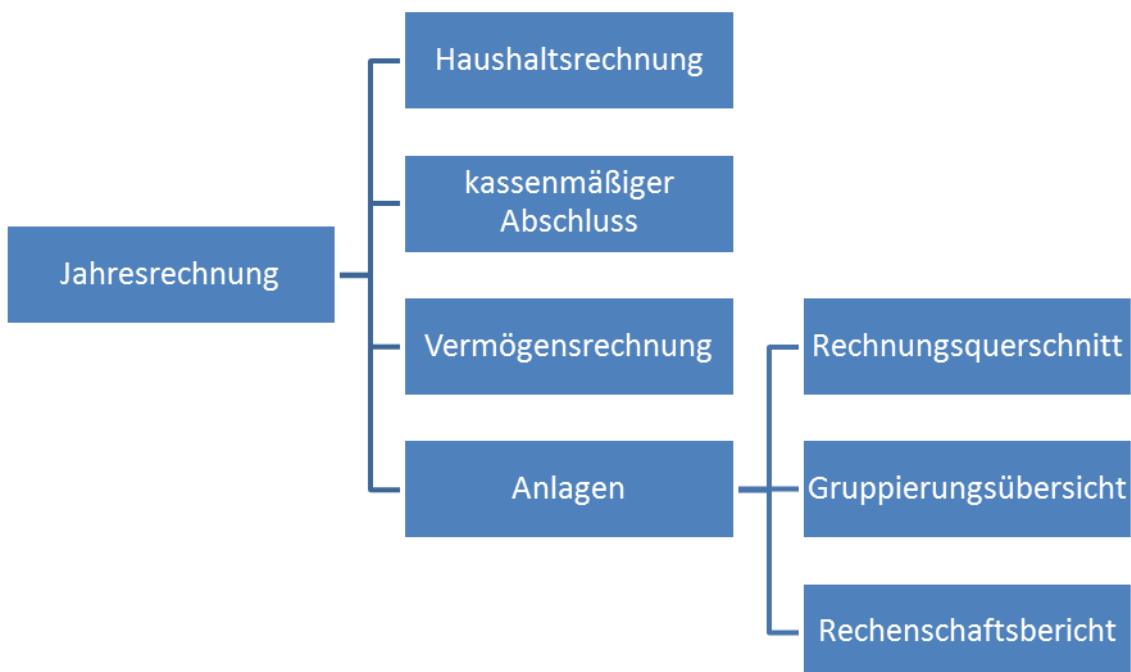 Haushaltsrechnung
kassenmäßiger
Abschluss
Jahresrechnung
Vermögensrechnung
Rechnungsquerschnitt
Anlagen
Gruppierungsübersicht
Rechenschaftsbericht